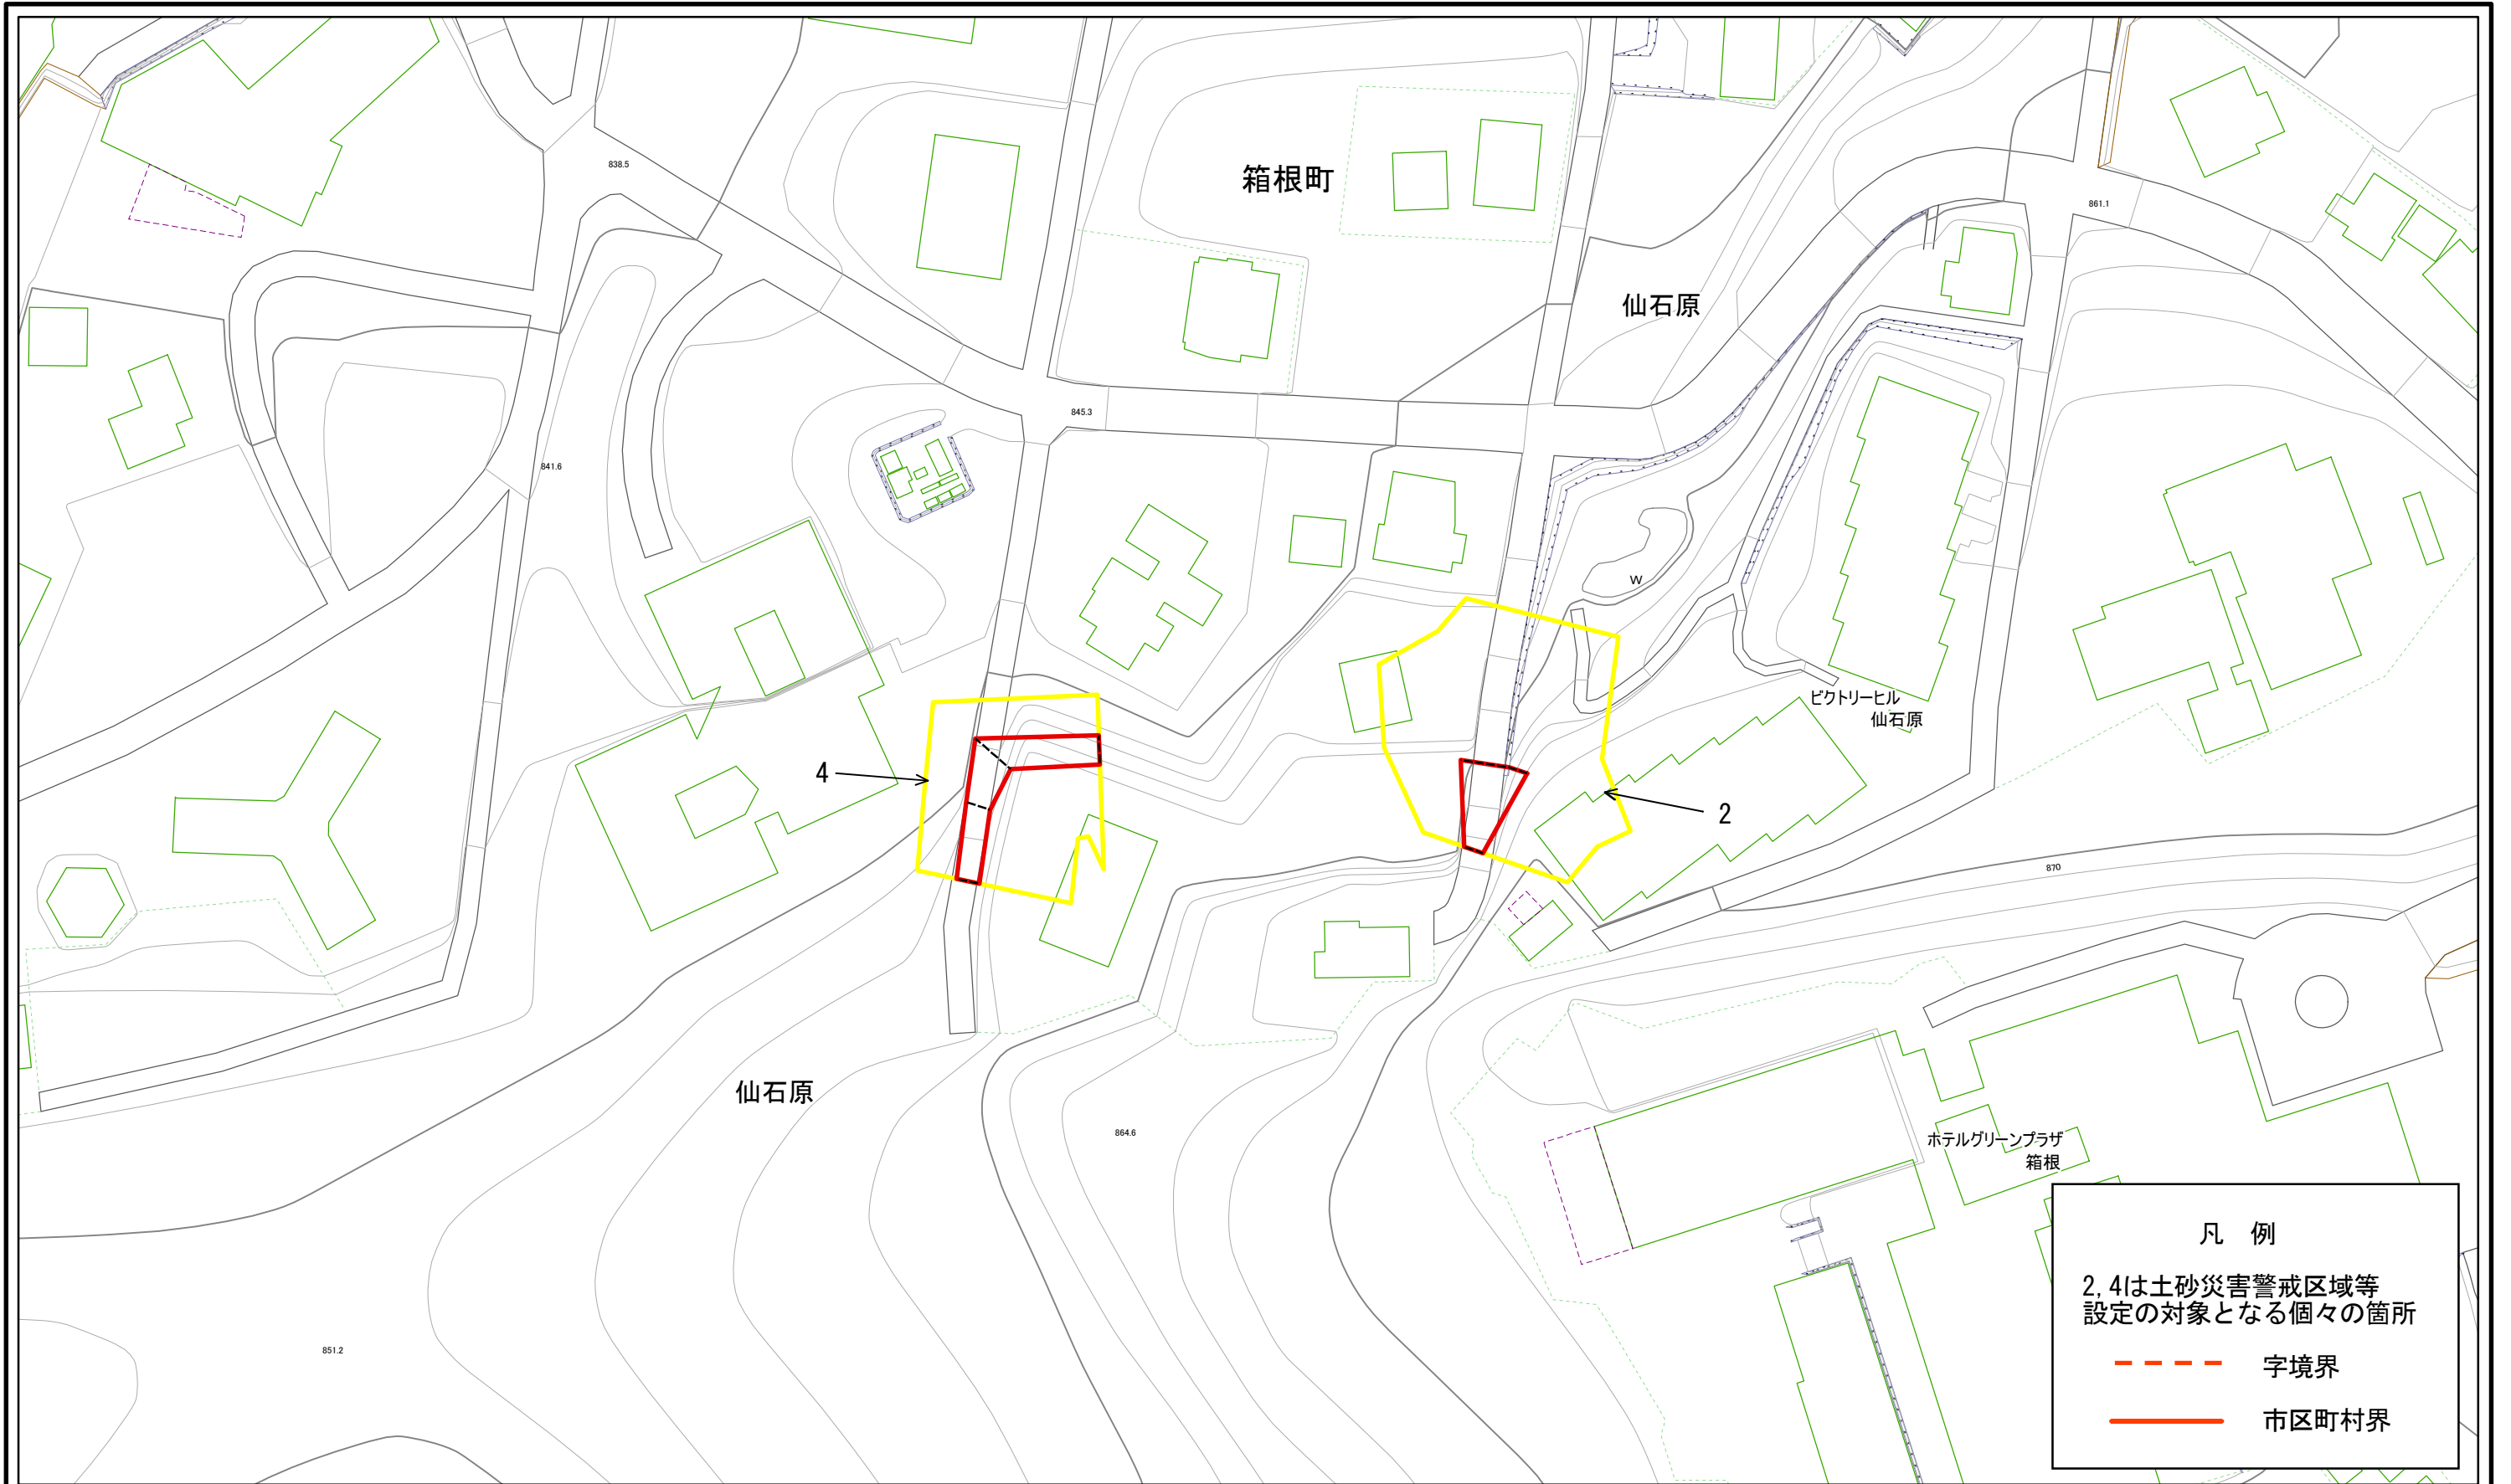 838.5
箱根町
861.1
仙石原
845.3
841.6
W
ビクトリーヒル
仙石原
4
2
870
仙石原
864.6
ホテルグリーンプラザ
箱根
851.2
凡 例
2,4は土砂災害警戒区域等
設定の対象となる個々の箇所
字境界
市区町村界